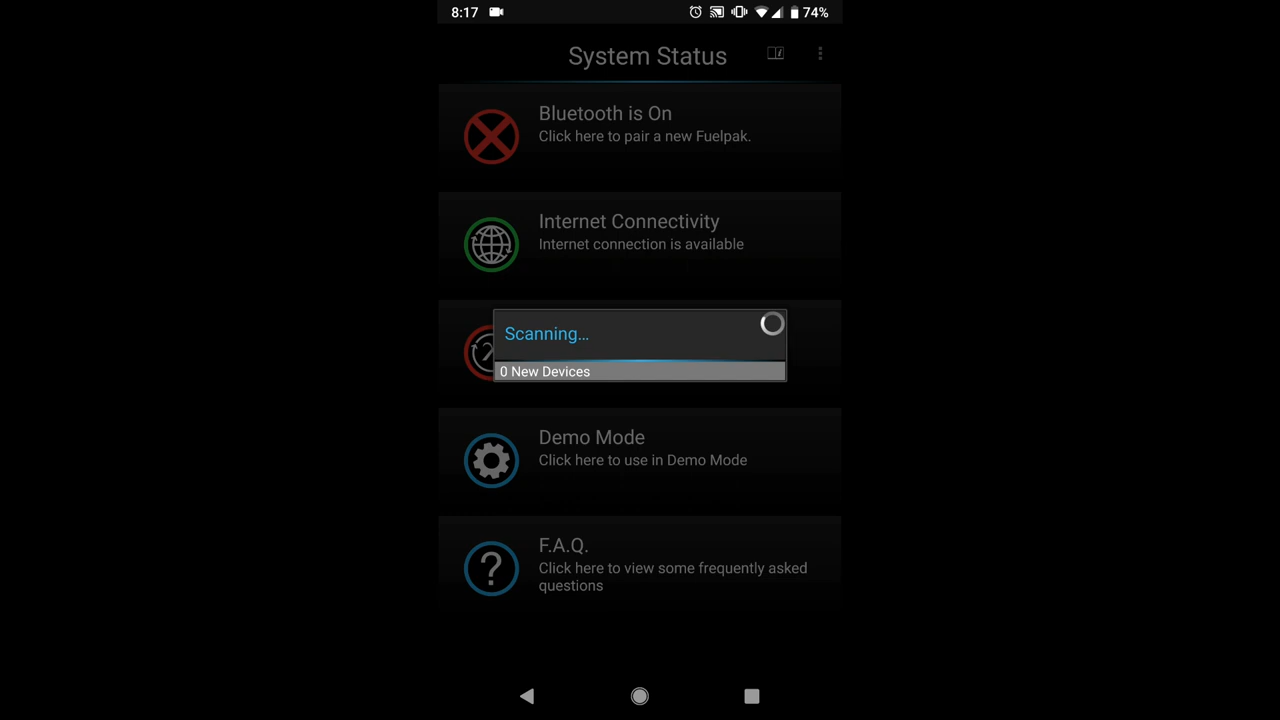 8:17
74%
System Status
Bluetooth is On
Click here to pair a new Fuelpak.
Internet Connectivity
Internet connection is available
Scanning...
0 New Devices
Demo Mode
Click here to use in Demo Mode
F.A.Q.
Click here to view some frequently asked
questions